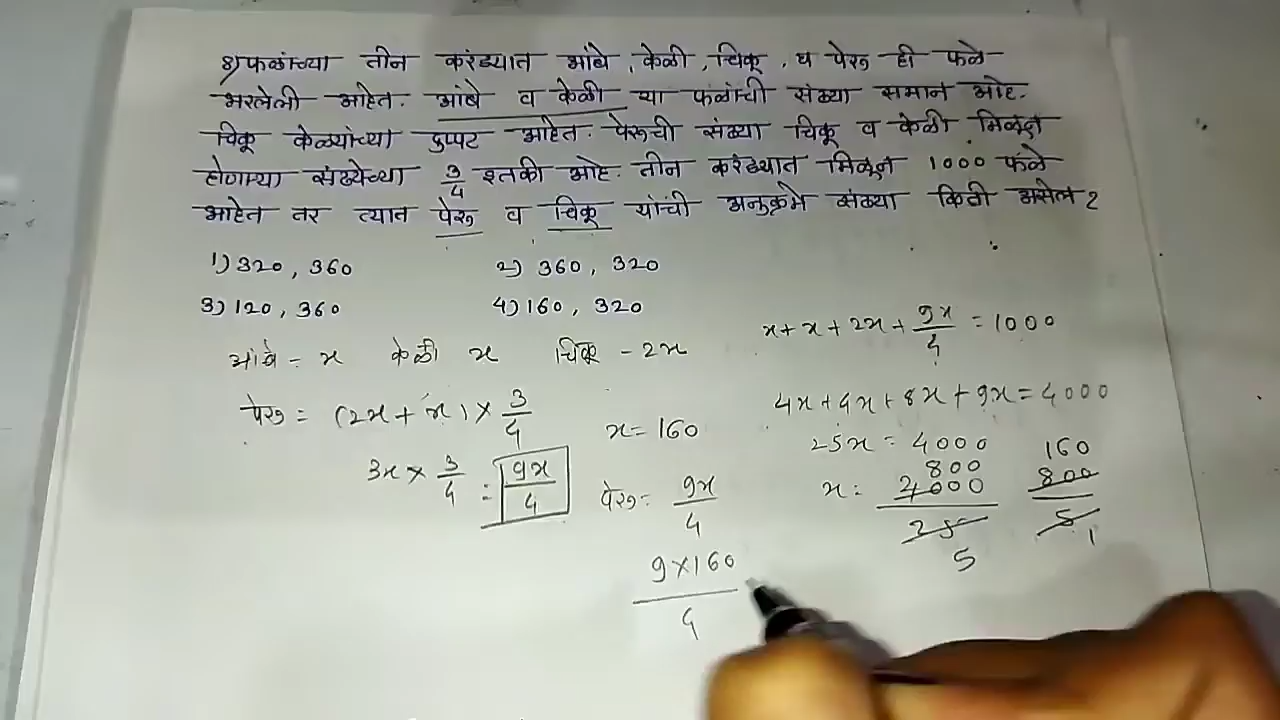 8) फळांच्या तीन करंड्यात आंबे, केळी, चिकू, व पेरू ही फळे
भरलेली आहेत. आंबे व केळी या फळांची संख्या समान आहे.
चिकू केळ्यांच्या दुप्पट आहेत. पेरूची संख्या चिकू व केळी मिळून
होणाऱ्या संख्येच्या 3/4 इतकी आहे. तीन करंड्यात मिळून 1000 फळे
आहेत तर त्यात पेरू व चिकू यांची अनुक्रमे संख्या किती असेल?
1) 320, 360 2) 360, 320
3) 120, 360 4) 160, 320
आंबे = x केळी x चिकू - 2x
पेरू = (2x + x) × 3/4
3x × 3/4 = 9x/4
x = 160
पेरू = 9x/4
9×160/4
x + x + 2x + 9x/4 = 1000
4x + 4x + 8x + 9x = 4000
25x = 4000
x = 4000/25 800/5 160
800 5 1